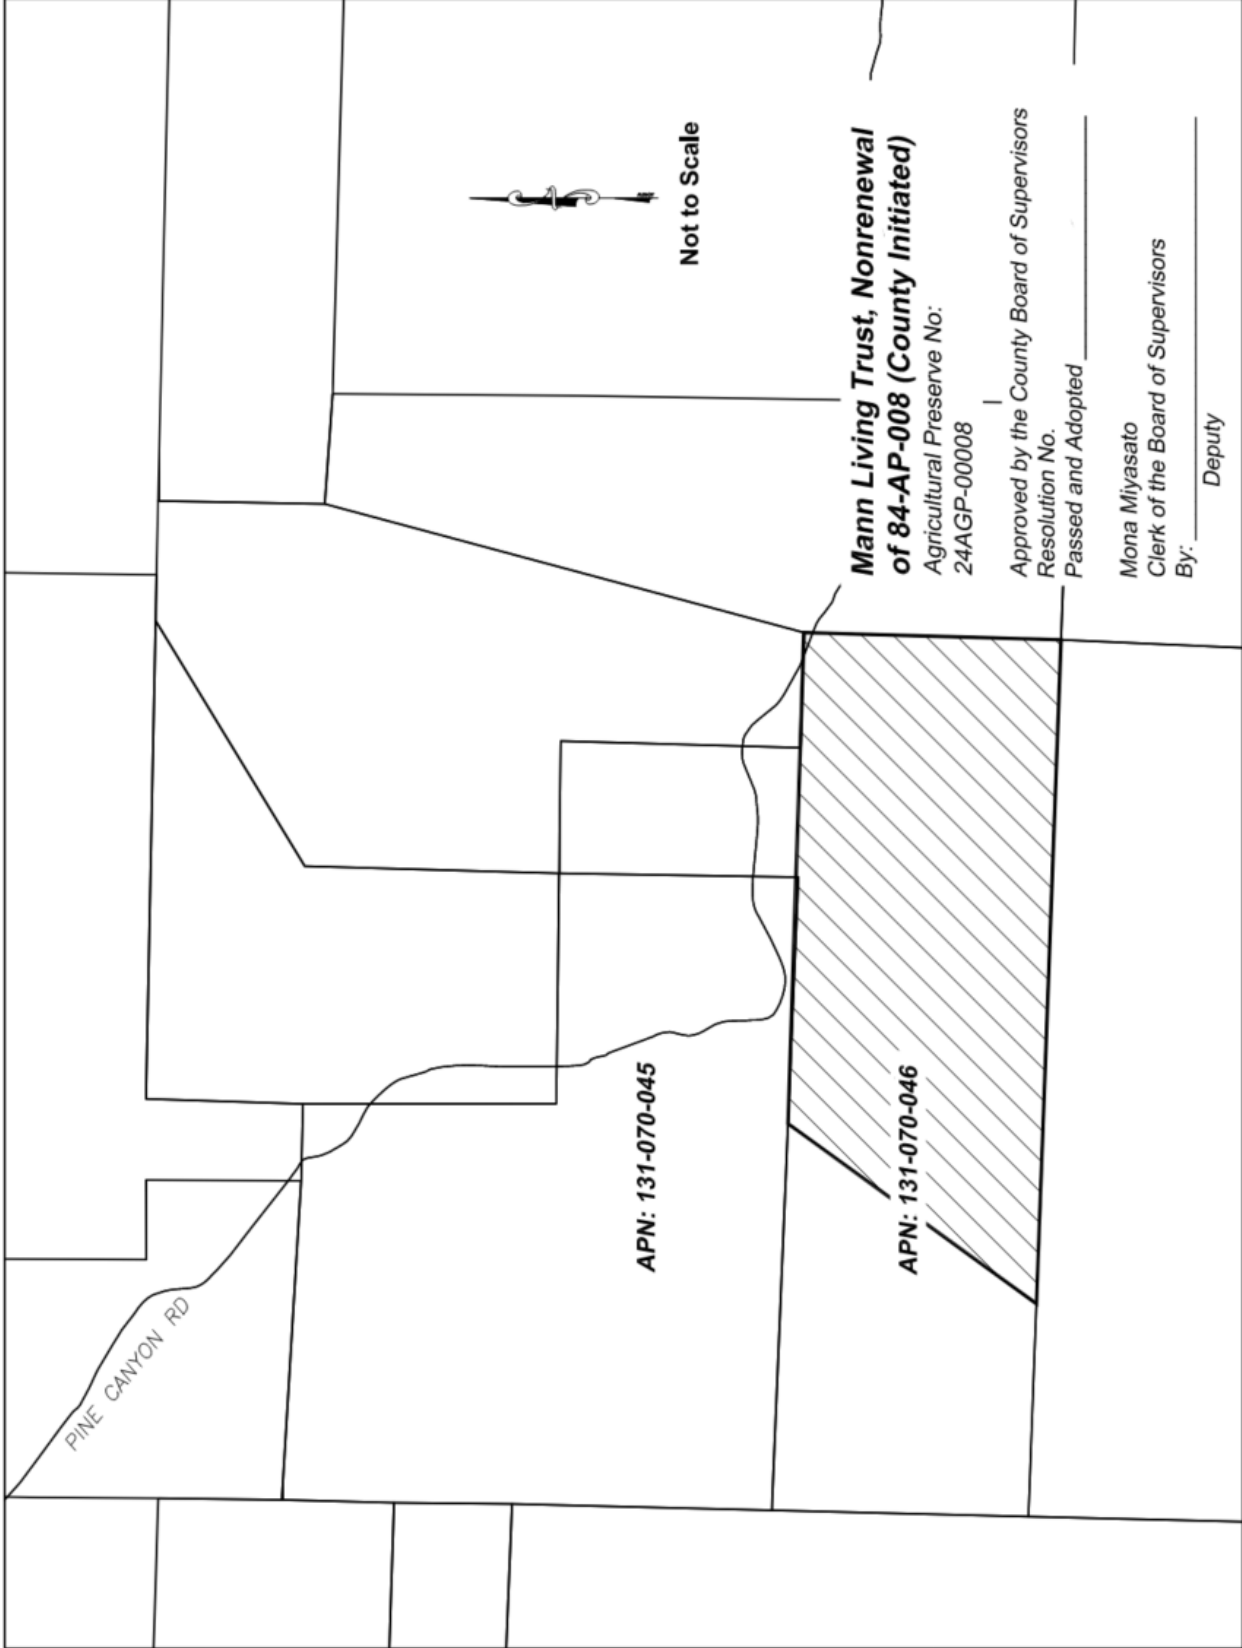 PINE CANYON RD
APN: 131-070-045
APN: 131-070-046
Not to Scale
Mann Living Trust, Nonrenewal
of 84-AP-008 (County Initiated)
Agricultural Preserve No:
24AGP-00008
Approved by the County Board of Supervisors
Resolution No.
Passed and Adopted
Mona Miyasato
Clerk of the Board of Supervisors
By:
Deputy